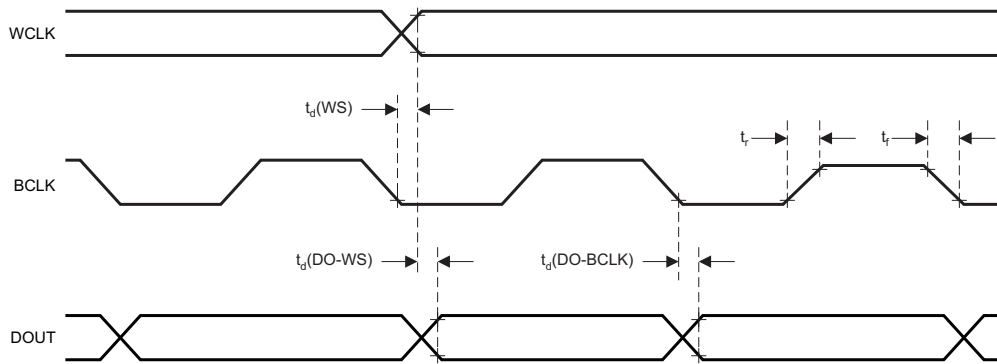 WCLK
t_d(WS)
t_r
t_f
BCLK
t_d(DO-WS)
t_d(DO-BCLK)
DOUT